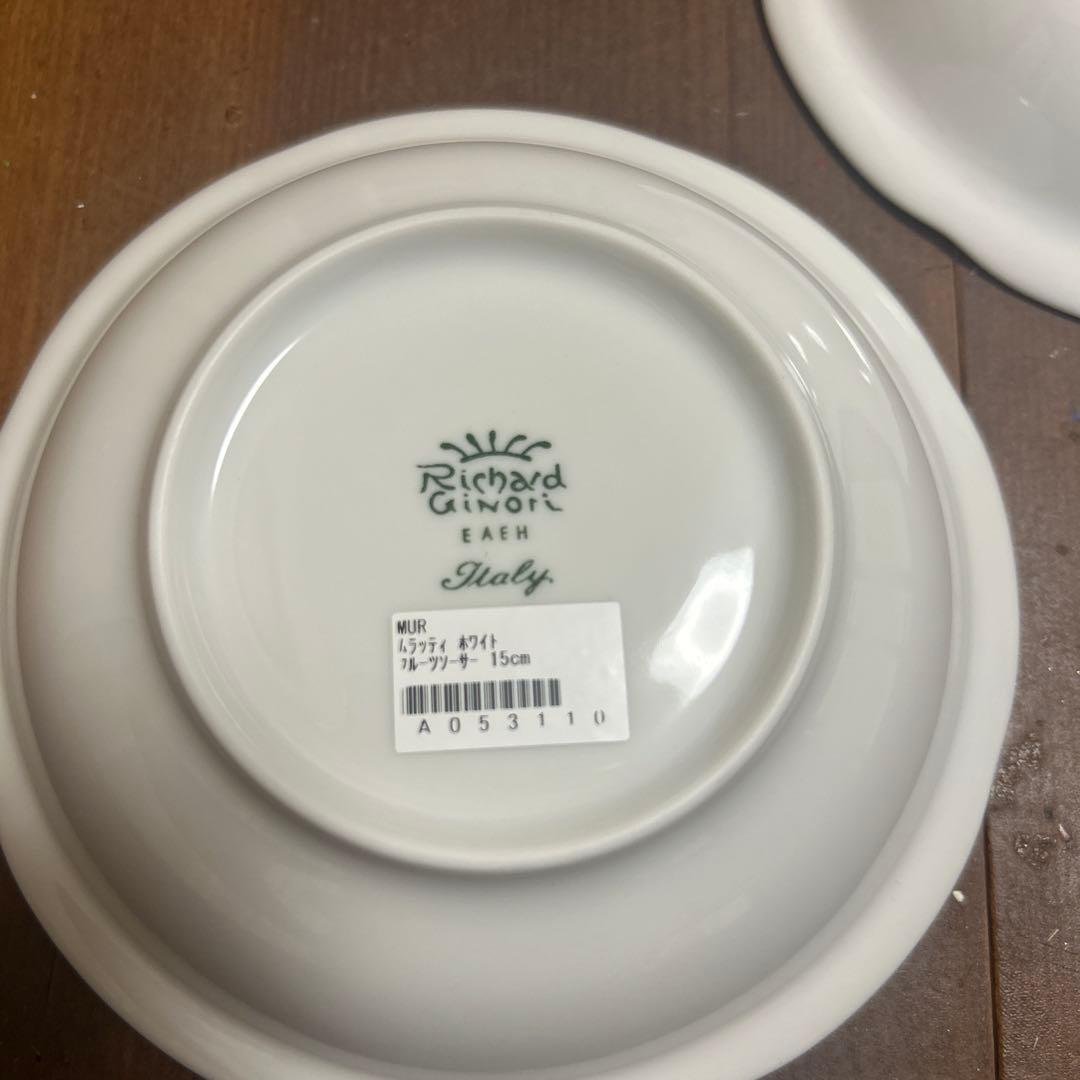 Richard
GiNori
EAEH
Italy
MUR
ﾑﾗｯﾃｨ ﾎﾜｲﾄ
ﾌﾙｰﾂｿｰｻｰ 15cm
A053110